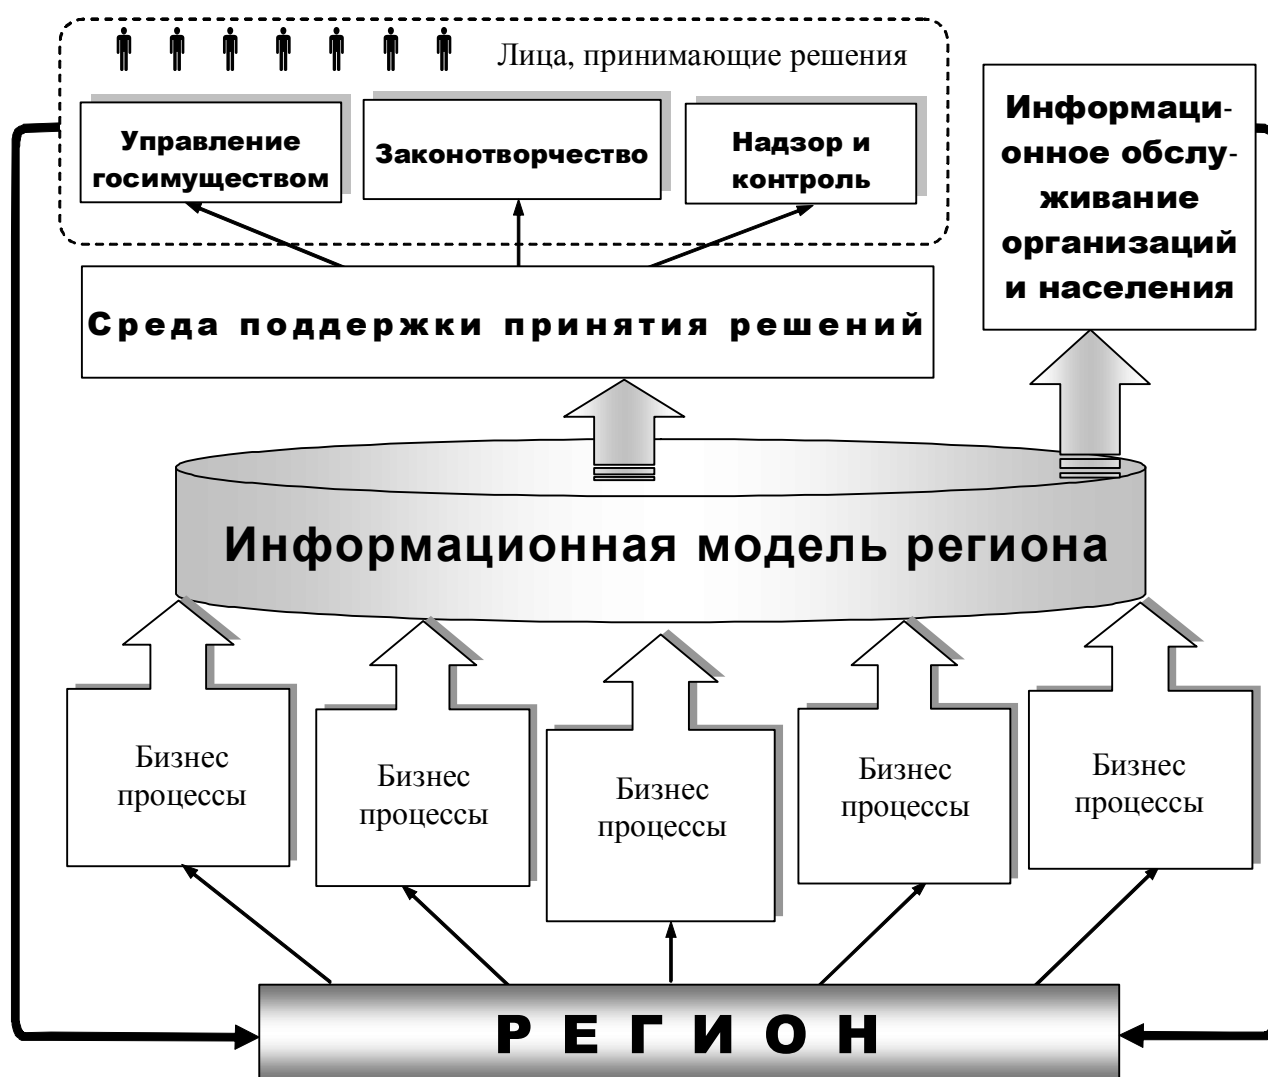 Лица, принимающие решения
Управление
госимуществом
Законотворчество
Надзор и
контроль
Информаци-
онное обслу-
живание
организаций
и населения
Среда поддержки принятия решений
Информационная модель региона
Бизнес
процессы
Бизнес
процессы
Бизнес
процессы
Бизнес
процессы
Бизнес
процессы
РЕГИОН